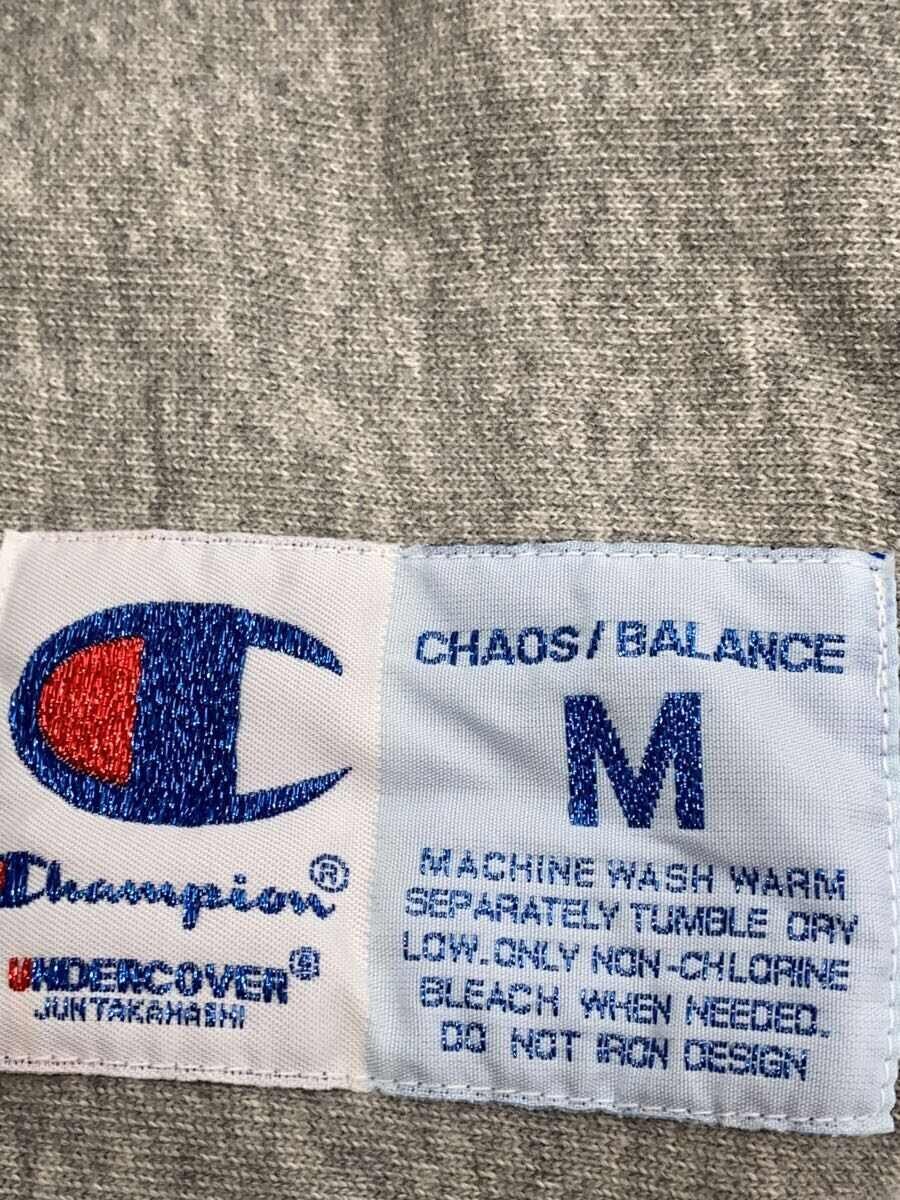 Champion®
UNDERCOVER®
JUNTAKAHASHI
CHAOS/BALANCE
M
MACHINE WASH WARM
SEPARATELY TUMBLE DRY
LOW. ONLY NON-CHLORINE
BLEACH WHEN NEEDED.
DO NOT IRON DESIGN